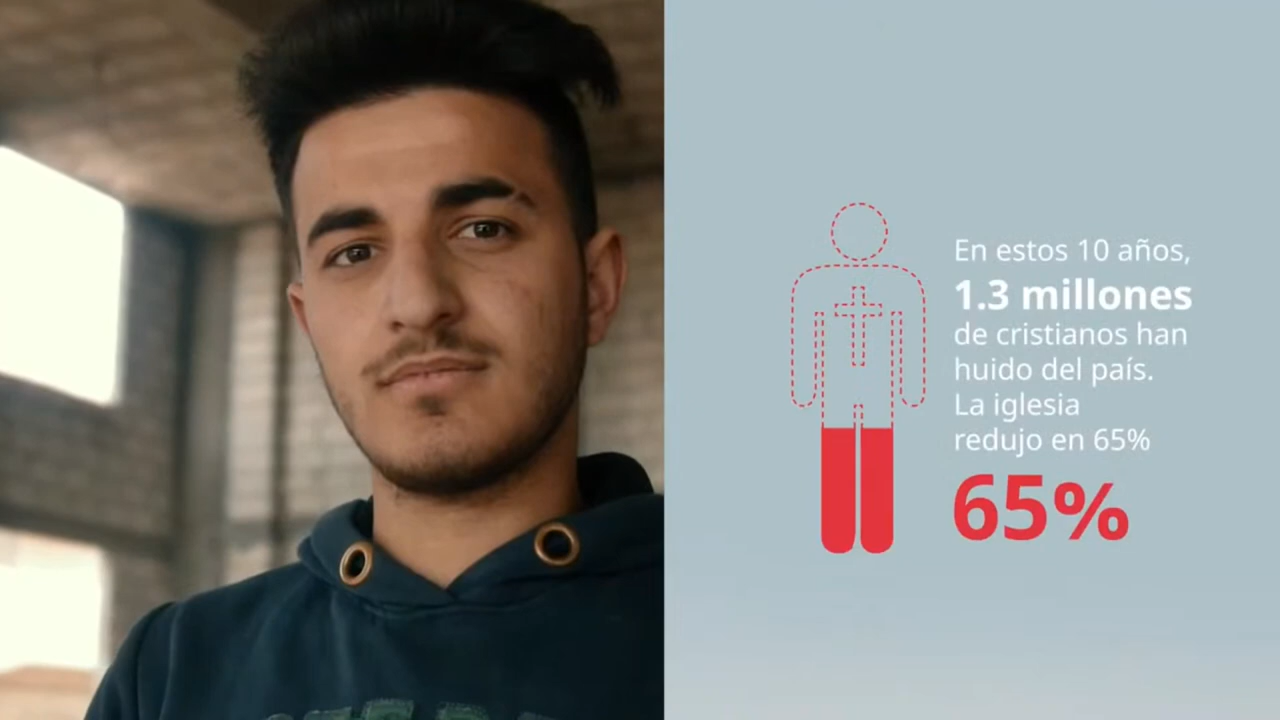 En estos 10 años,
1.3 millones
de cristianos han
huido del país.
La iglesia
redujo en 65%
65%